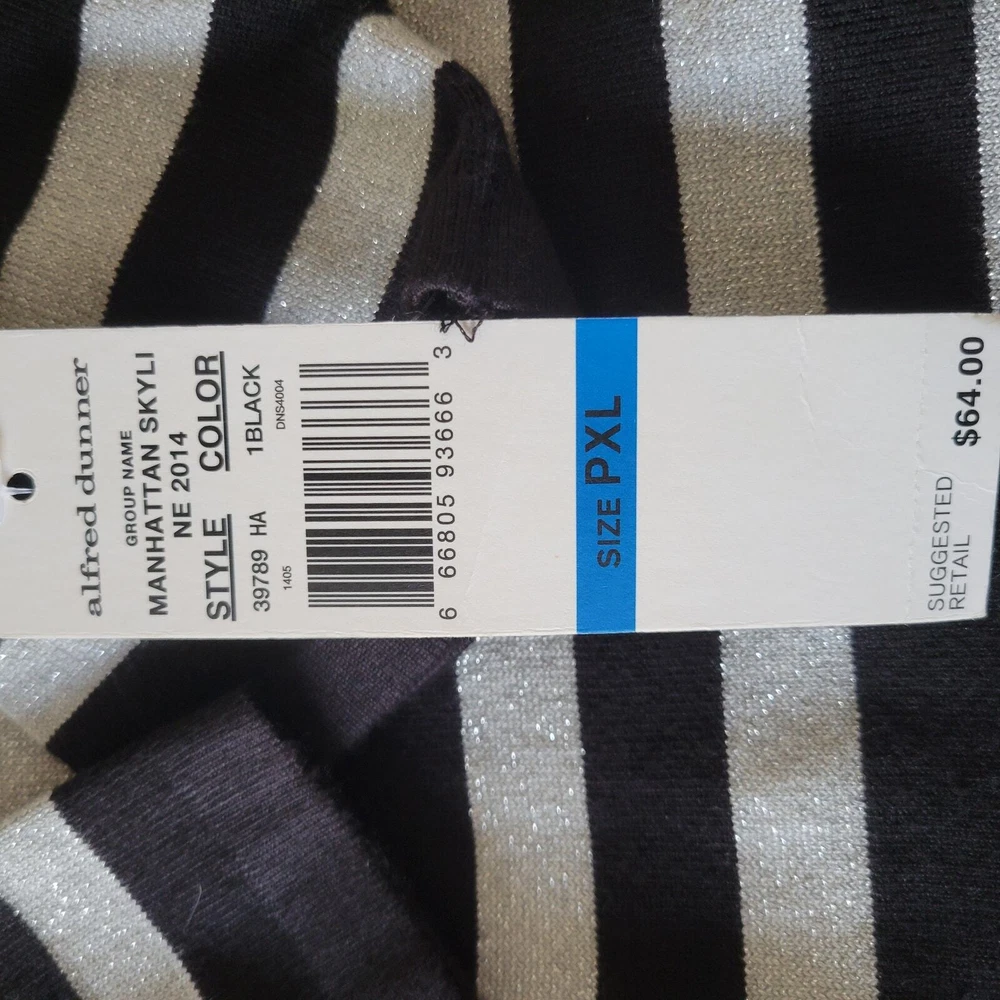 alfred dunner
GROUP NAME
MANHATTAN SKYLI
NE 2014
STYLE COLOR
39789 HA 1BLACK
1405 DNS4004
6 66805 93666 3
SIZE PXL
SUGGESTED
RETAIL
$64.00